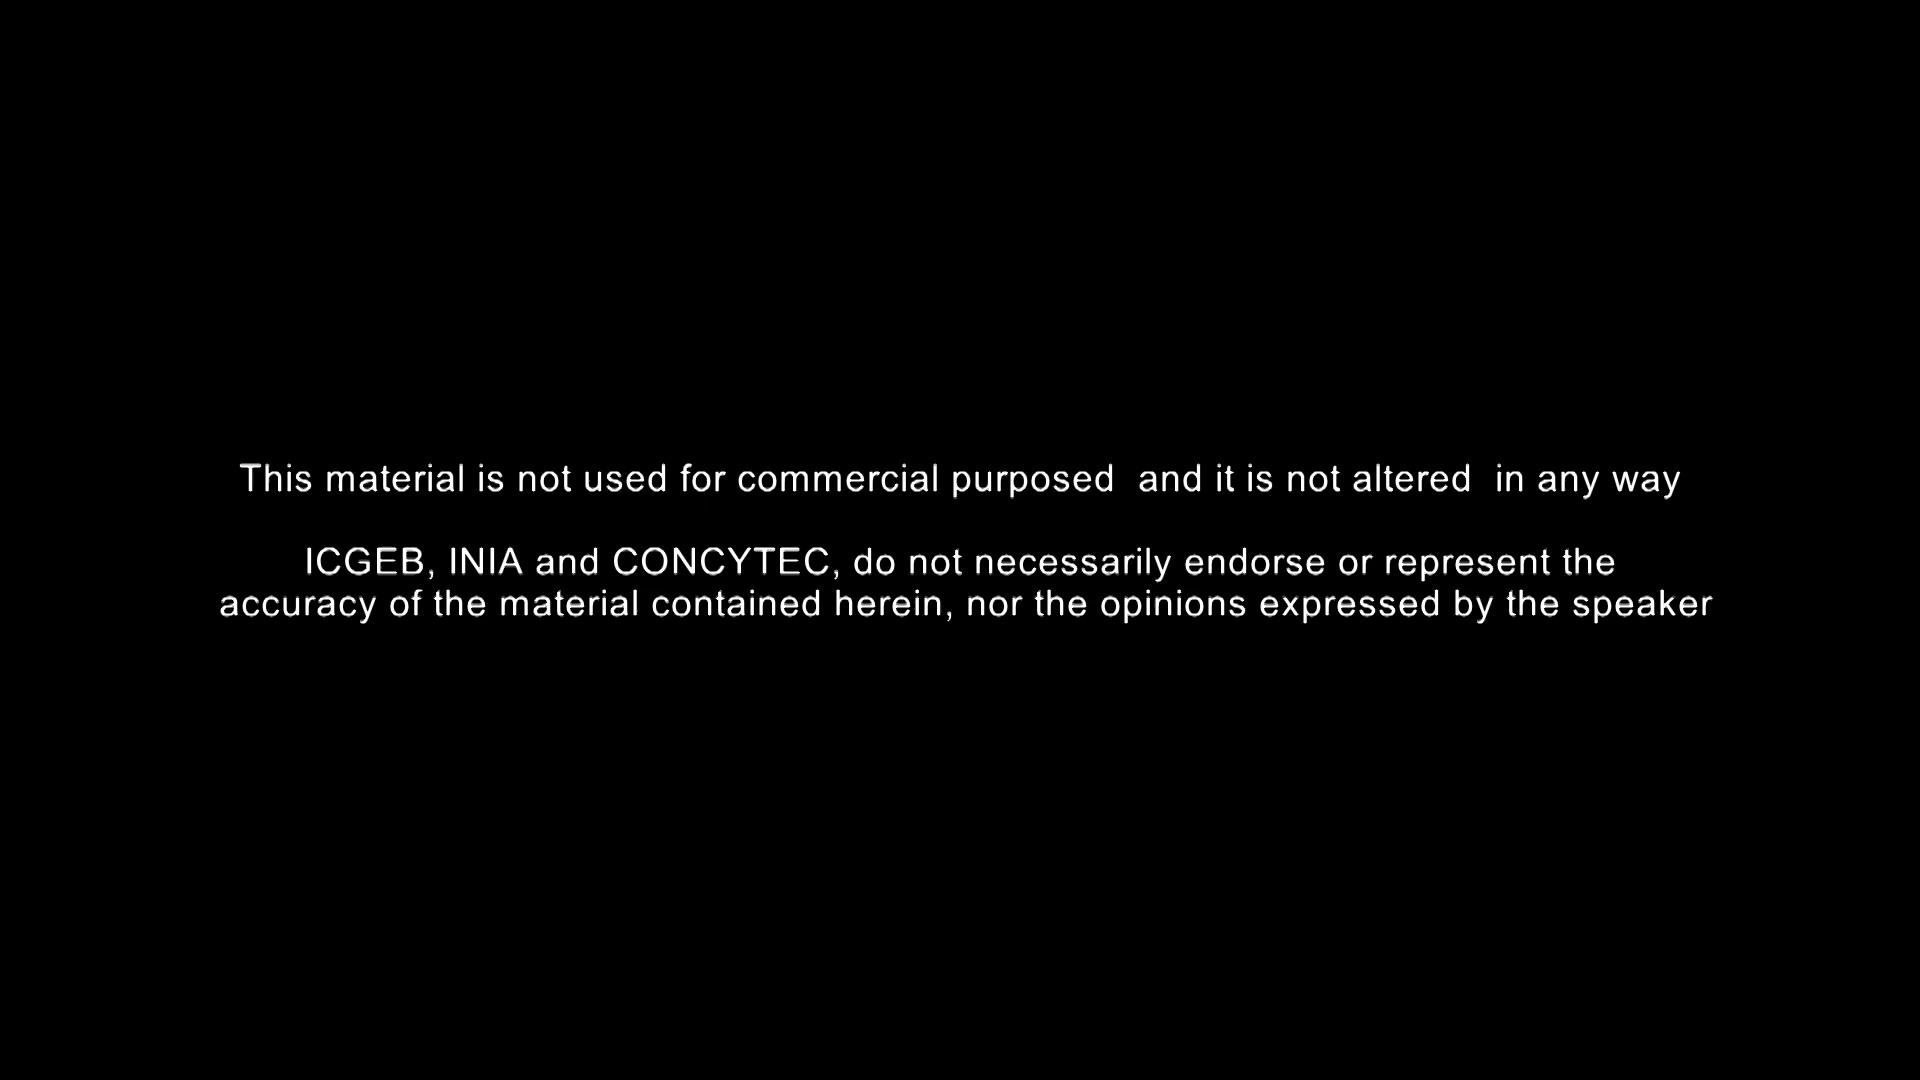 This material is not used for commercial purposed  and it is not altered  in any way
ICGEB, INIA and CONCYTEC, do not necessarily endorse or represent the
accuracy of the material contained herein, nor the opinions expressed by the speaker